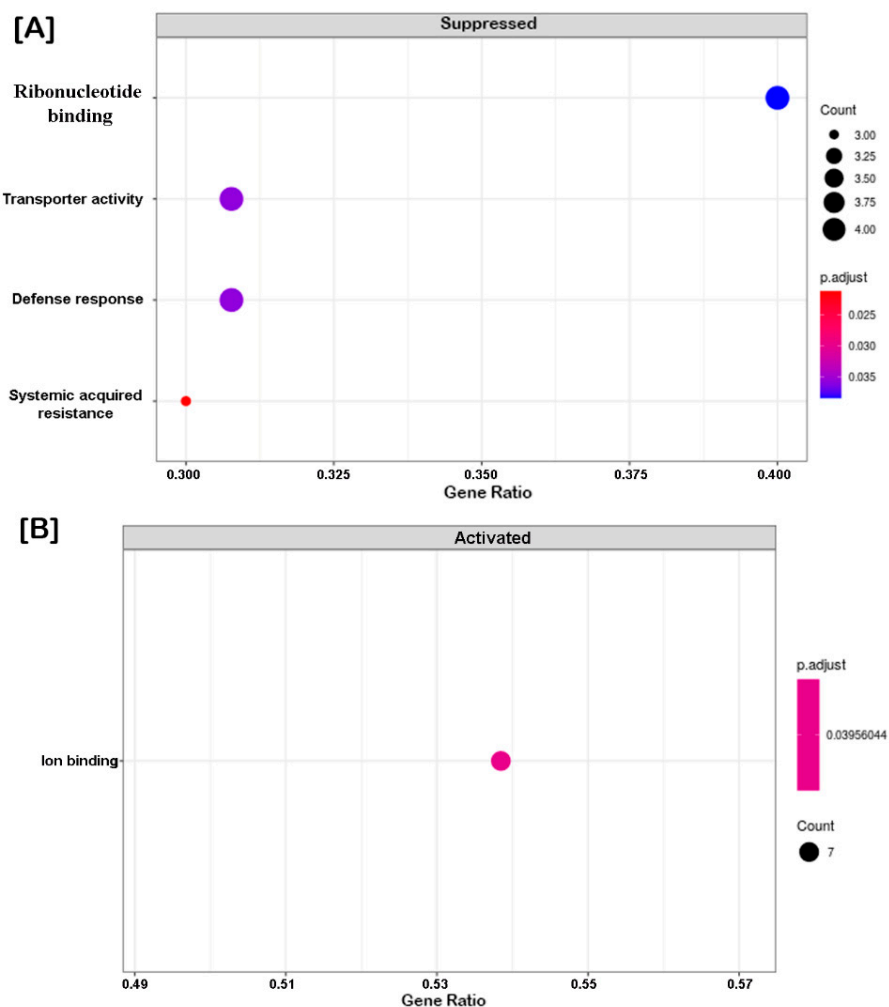 [A]
Suppressed
Ribonucleotide
binding
Transporter activity
Defense response
Systemic acquired
resistance
0.300 0.325 0.350 0.375 0.400
Gene Ratio
Count
3.00
3.25
3.50
3.75
4.00
p.adjust
0.025
0.030
0.035
[B]
Activated
Ion binding
0.49 0.51 0.53 0.55 0.57
Gene Ratio
p.adjust
0.03956044
Count
7